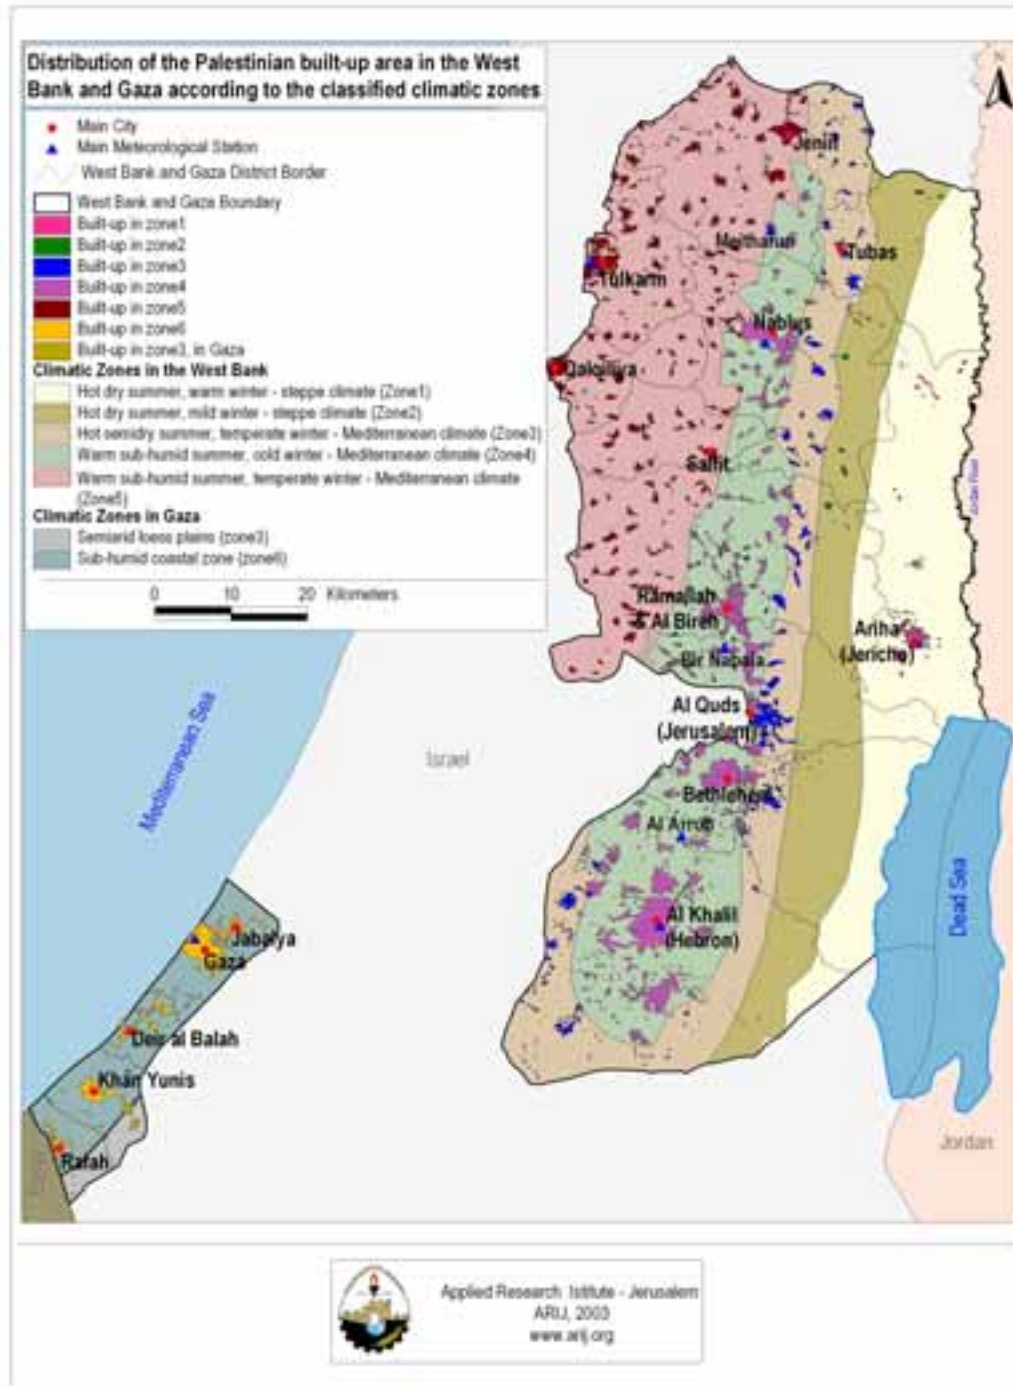 Distribution of the Palestinian built-up area in the West
Bank and Gaza according to the classified climatic zones
Main City
Main Meteorological Station
West Bank and Gaza District Border
West Bank and Gaza Boundary
Built-up in zone1
Built-up in zone2
Built-up in zone3
Built-up in zone4
Built-up in zone5
Built-up in zone6
Built-up in zone3, in Gaza
Climatic Zones in the West Bank
Hot dry summer, warm winter - steppe climate (Zone1)
Hot dry summer, mild winter - steppe climate (Zone2)
Hot semidry summer, temperate winter - Mediterranean climate (Zone3)
Warm sub-humid summer, cold winter - Mediterranean climate (Zone4)
Warm sub-humid summer, temperate winter - Mediterranean climate
(Zone5)
Climatic Zones in Gaza
Semiarid loess plains (zone3)
Sub-humid coastal zone (zone6)
0 10 20 Kilometers
N
Jenin
Meithalun
Tubas
Tulkarm
Nablus
Qalqiliya
Salfit
Jordan River
Ramallah
& Al Bireh
Ariha
(Jericho)
Bir Nabala
Al Quds
(Jerusalem)
Mediterranean Sea
Israel
Bethlehem
Al Arrub
Dead Sea
Al Khalil
(Hebron)
Jabalya
Gaza
Deir al Balah
Khan Yunis
Rafah
Jordan
Applied Research Istitute - Jerusalem
ARIJ, 2003
www.arij.org